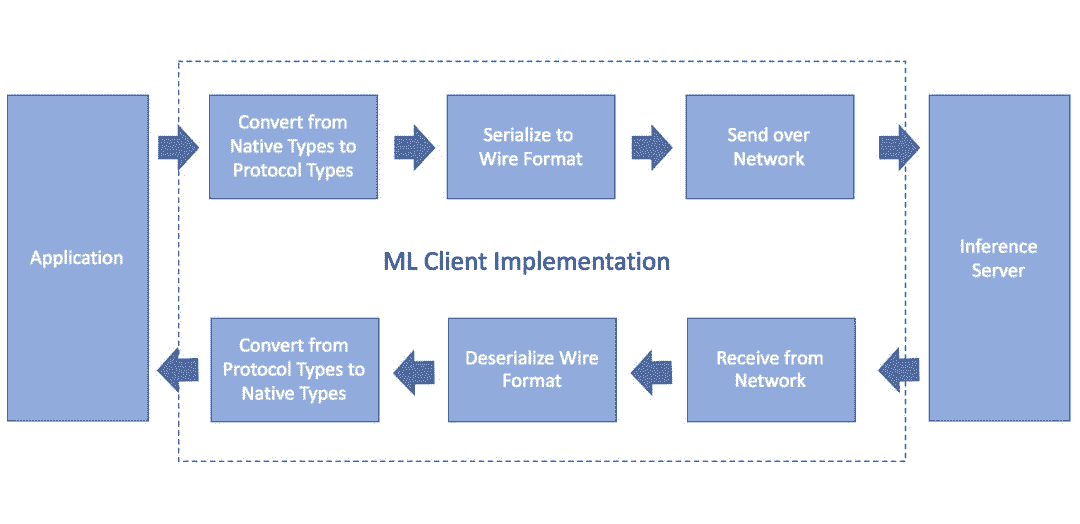 Application
Convert from
Native Types to
Protocol Types
Serialize to
Wire Format
Send over
Network
Inference
Server
ML Client Implementation
Convert from
Protocol Types to
Native Types
Deserialize Wire
Format
Receive from
Network